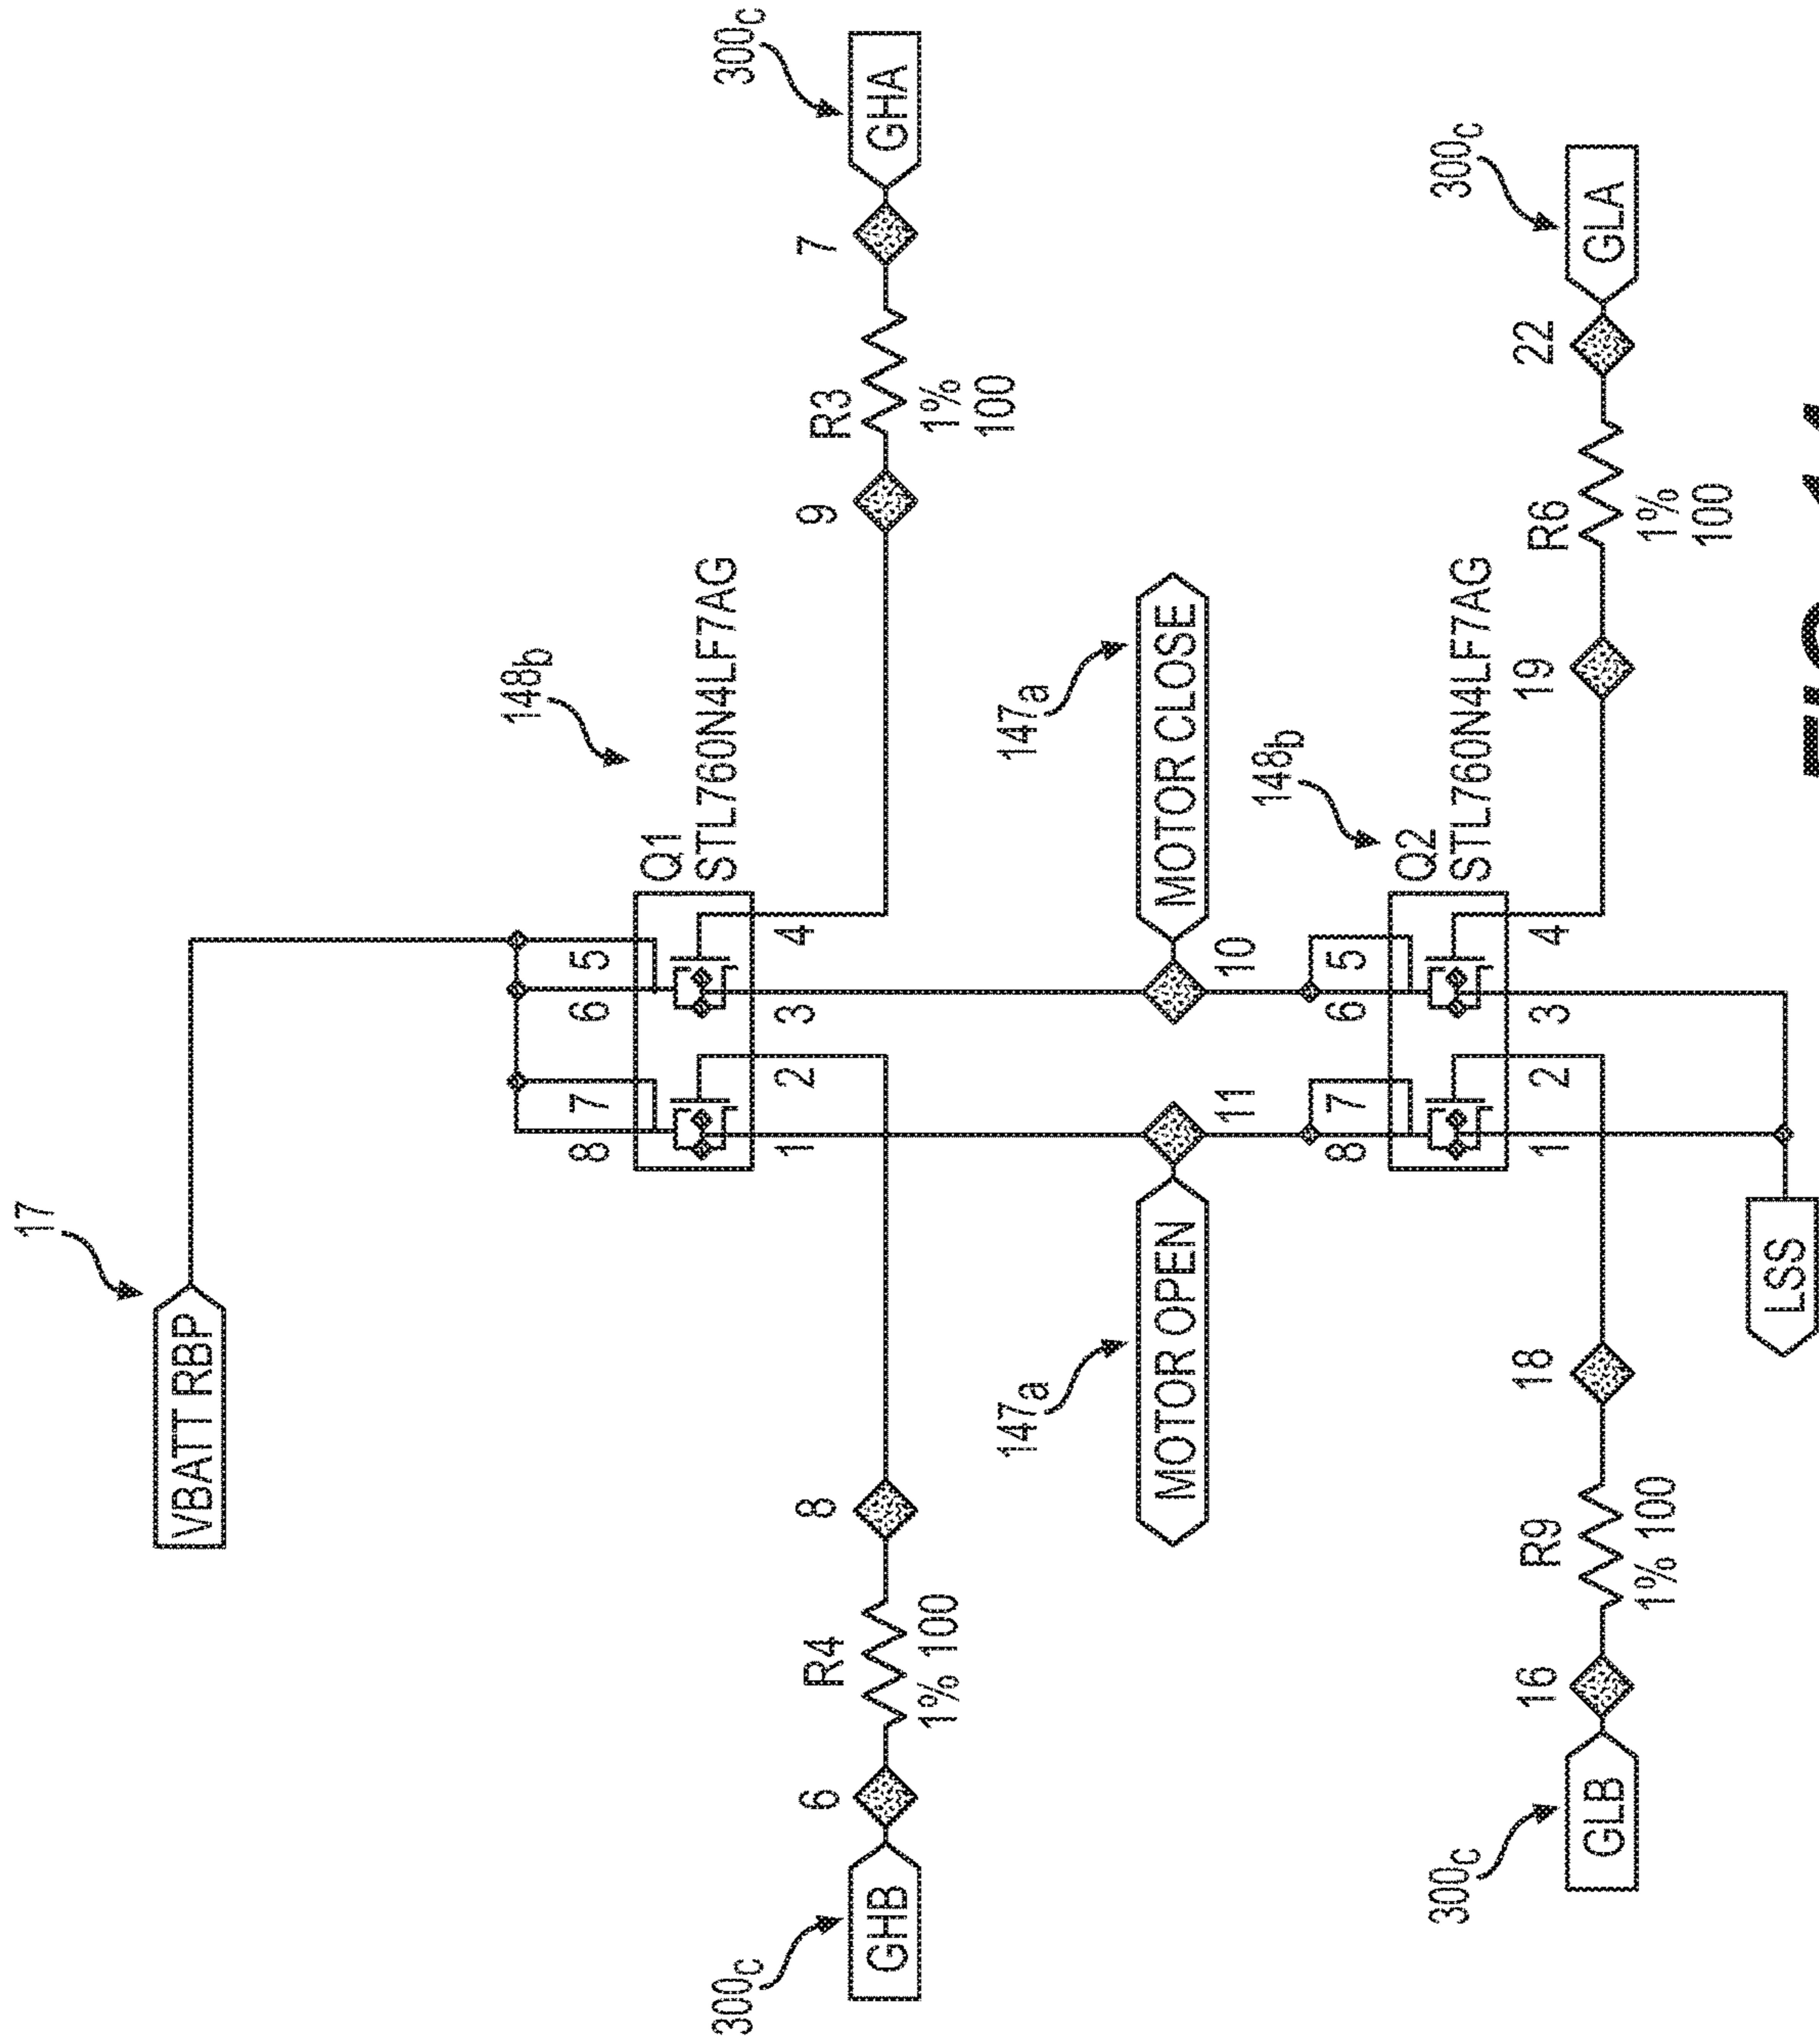 17
VBATT RBP
8
7
6
5
Q1
STL760N4LF7AG
148b
1
2
3
4
300c
GHB
6
R4
1% 100
8
9
R3
1%
100
7
GHA
300c
147a
MOTOR OPEN
11
10
MOTOR CLOSE
147a
8
7
6
5
Q2
STL760N4LF7AG
148b
1
2
3
4
300c
GLB
16
R9
1% 100
18
19
R6
1%
100
22
GLA
300c
LSS